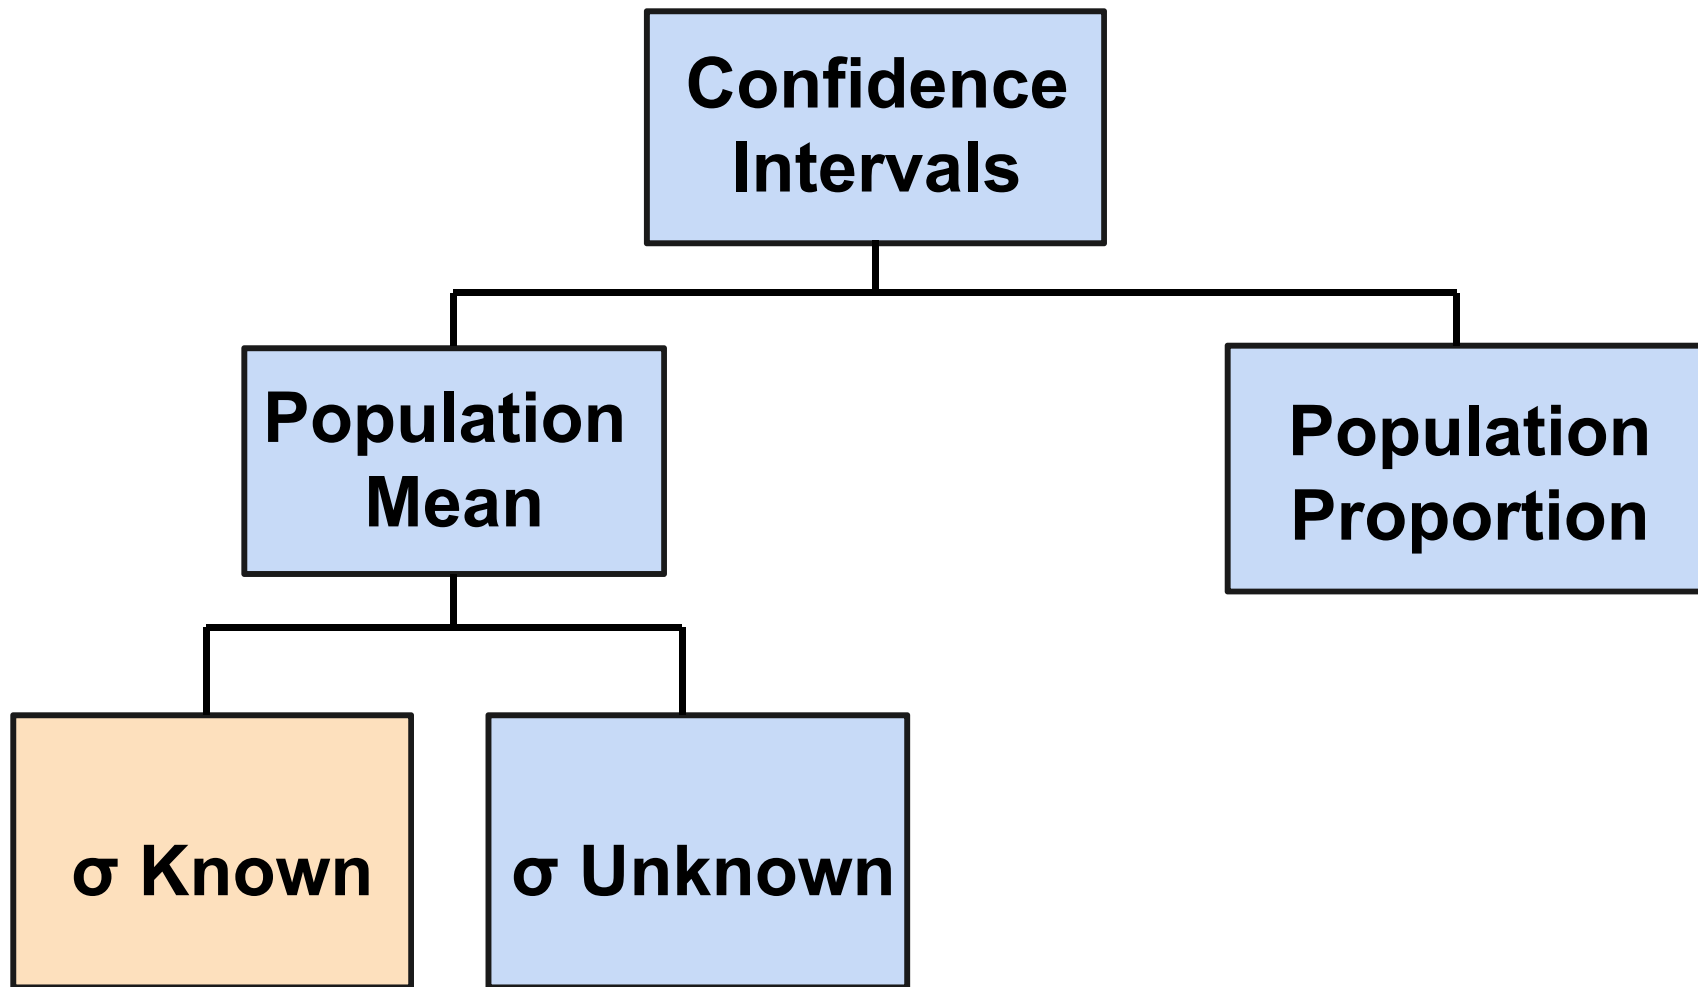 Confidence
Intervals
Population
Mean
Population
Proportion
σ Known
σ Unknown